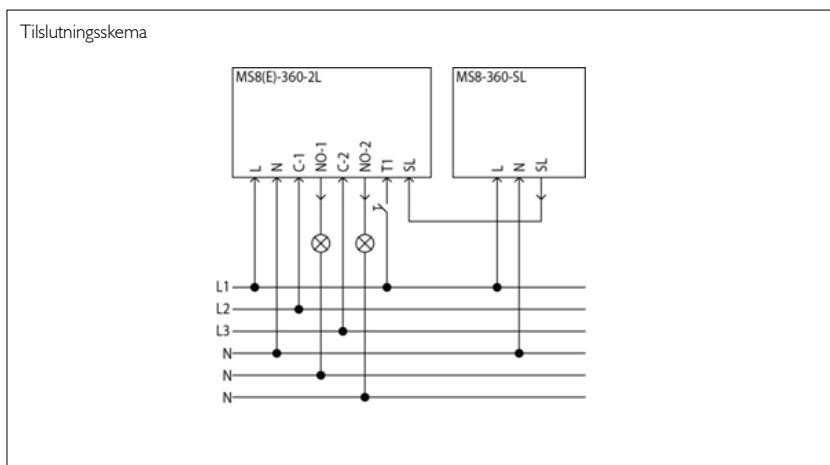 Tilslutningsskema
MS8(E)-360-2L
MS8-360-SL
L
N
C-1
NO-1
C-2
NO-2
T1
SL
L
N
SL
L1
L2
L3
N
N
N